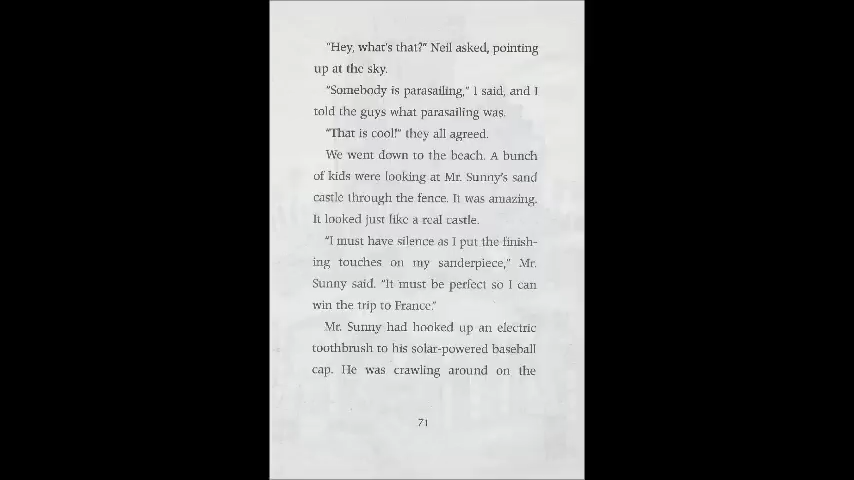 "Hey, what's that?" Neil asked, pointing
up at the sky.
"Somebody is parasailing," I said, and I
told the guys what parasailing was.
"That is cool!" they all agreed.
We went down to the beach. A bunch
of kids were looking at Mr. Sunny's sand
castle through the fence. It was amazing.
It looked just like a real castle.
"I must have silence as I put the finish-
ing touches on my sanderpiece," Mr.
Sunny said. "It must be perfect so I can
win the trip to France."
Mr. Sunny had hooked up an electric
toothbrush to his solar-powered baseball
cap. He was crawling around on the
71